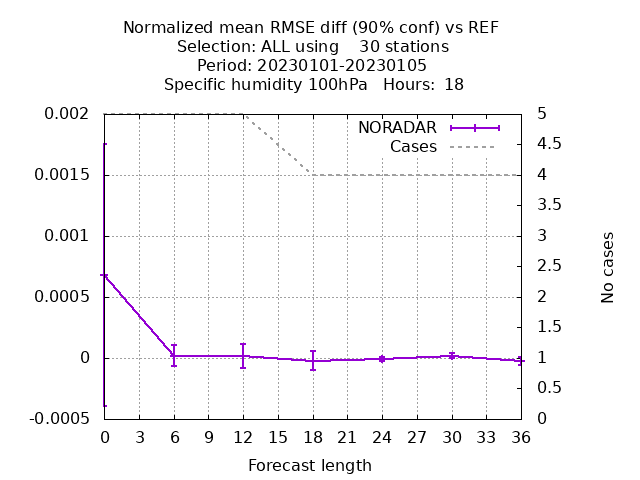 Normalized mean RMSE diff (90% conf) vs REF
Selection: ALL using    30 stations
Period: 20230101-20230105
Specific humidity 100hPa   Hours:  18
NORADAR
Cases
0.002
0.0015
0.001
0.0005
0
-0.0005
5
4.5
4
3.5
3
2.5
2
1.5
1
0.5
0
No cases
0 3 6 9 12 15 18 21 24 27 30 33 36
Forecast length